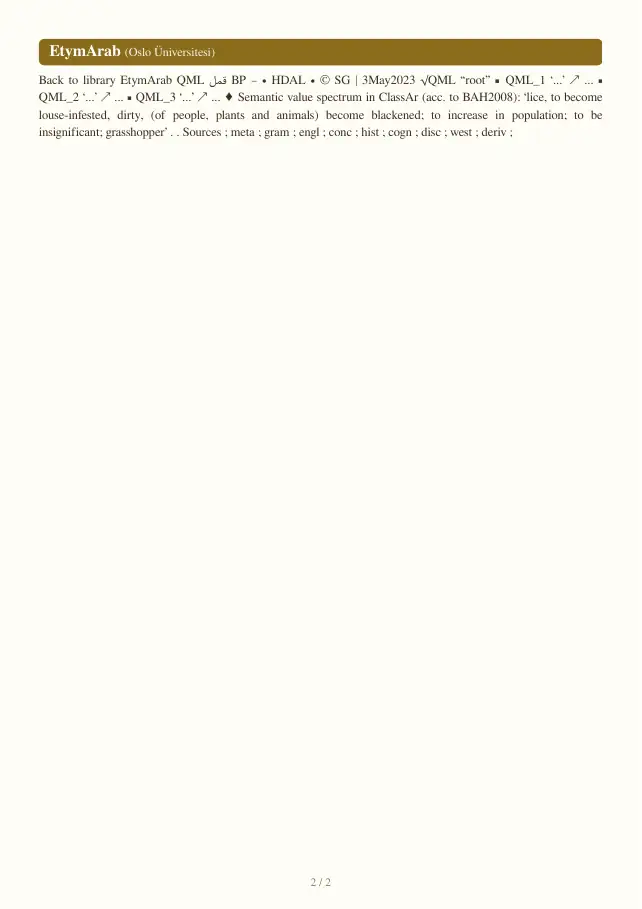 EtymArab (Oslo Üniversitesi)
Back to library EtymArab QML قمل BP – • HDAL • © SG | 3May2023 √QML “root” ▪ QML_1 ‘...’ ↗ ... ▪
QML_2 ‘...’ ↗ ... ▪ QML_3 ‘...’ ↗ ... ♦ Semantic value spectrum in ClassAr (acc. to BAH2008): ‘lice, to become
louse-infested, dirty, (of people, plants and animals) become blackened; to increase in population; to be
insignificant; grasshopper’ . . Sources ; meta ; gram ; engl ; conc ; hist ; cogn ; disc ; west ; deriv ;
2 / 2